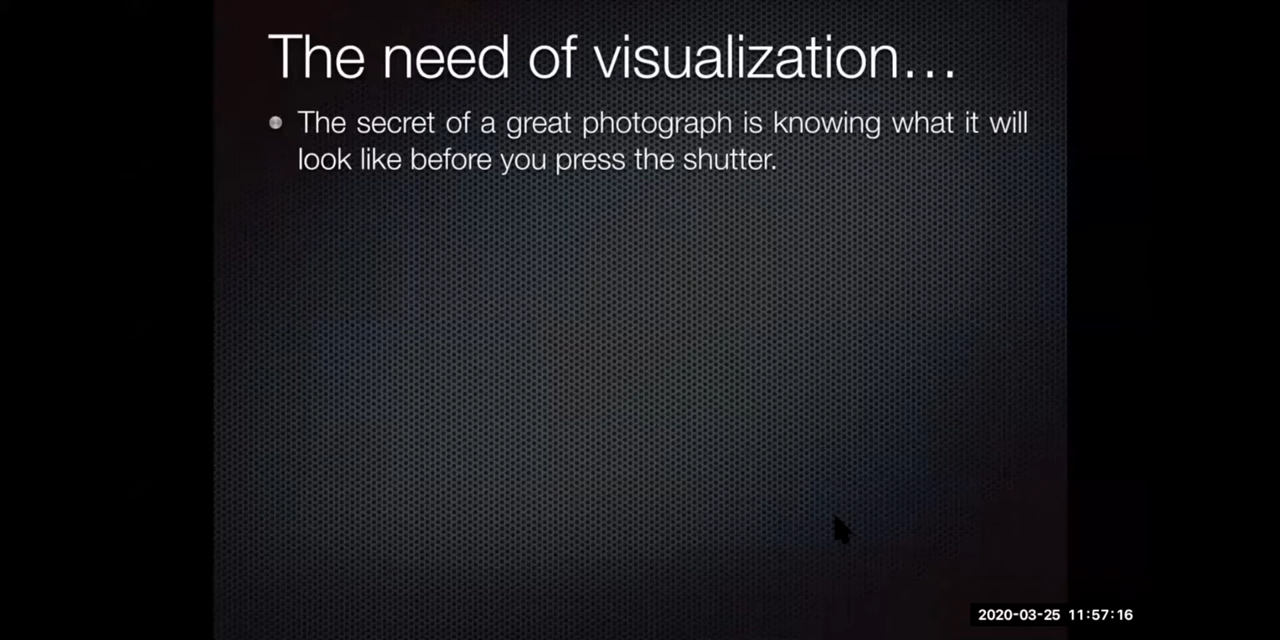 The need of visualization...
The secret of a great photograph is knowing what it will
look like before you press the shutter.
2020-03-25 11:57:16